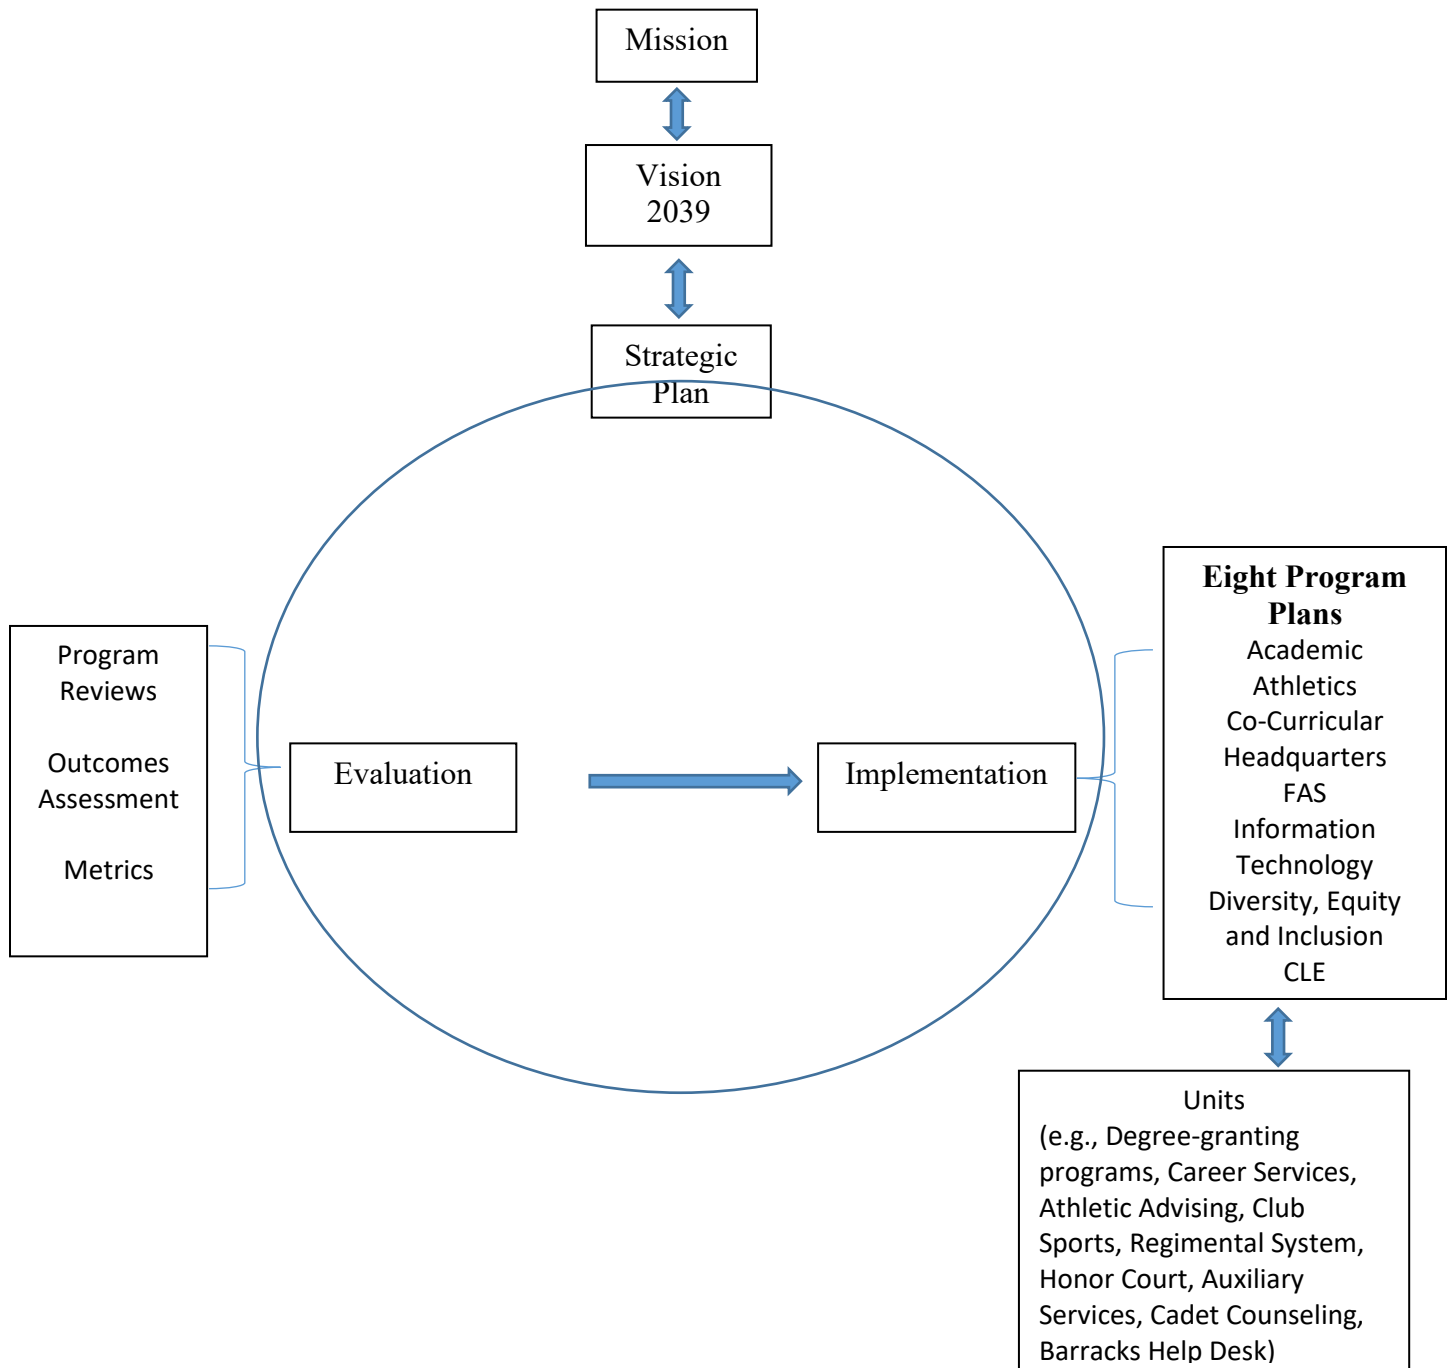 Mission
Vision
2039
Strategic
Plan
Eight Program
Plans
Academic
Athletics
Co-Curricular
Headquarters
FAS
Information
Technology
Diversity, Equity
and Inclusion
CLE
Program
Reviews
Outcomes
Assessment
Metrics
Evaluation
Implementation
Units
(e.g., Degree-granting
programs, Career Services,
Athletic Advising, Club
Sports, Regimental System,
Honor Court, Auxiliary
Services, Cadet Counseling,
Barracks Help Desk)